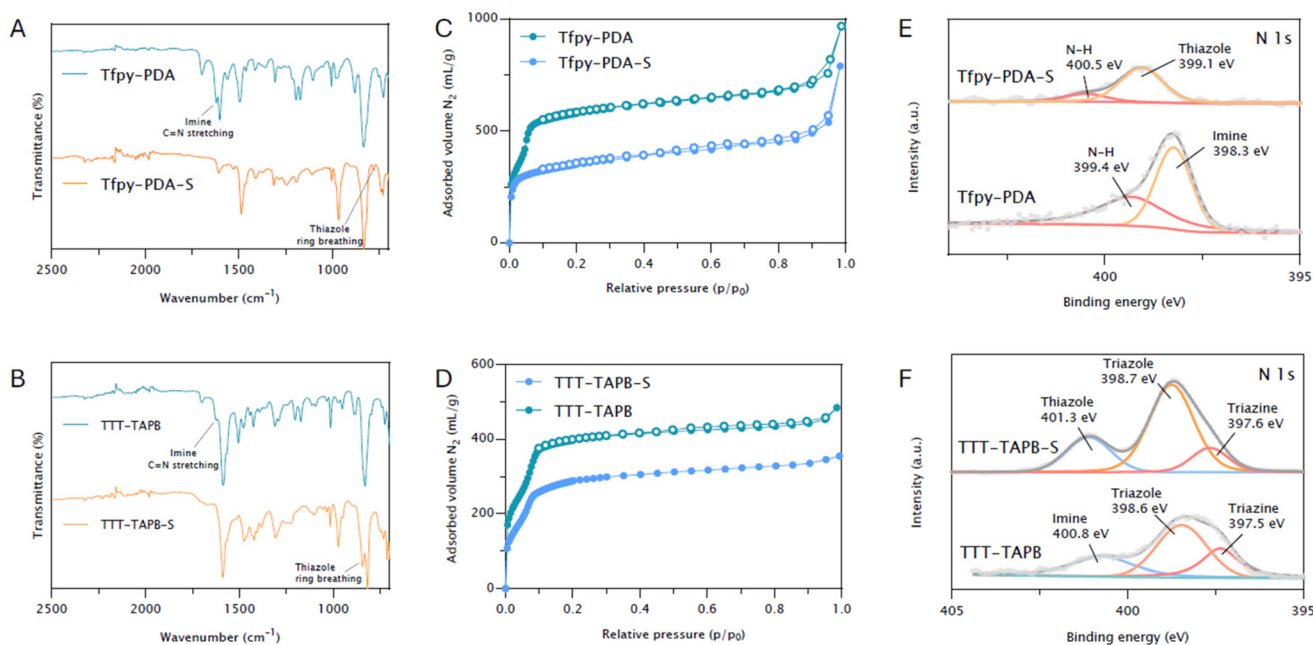 A
Transmittance (%)
Tfpy-PDA
Imine
C=N stretching
Tfpy-PDA-S
Thiazole
ring breathing
2500
2000
1500
1000
Wavenumber (cm⁻¹)
C
Adsorbed volume N₂ (mL/g)
1000
500
0
Tfpy-PDA
Tfpy-PDA-S
0.0
0.2
0.4
0.6
0.8
1.0
Relative pressure (p/p₀)
E
N 1s
Intensity (a.u.)
N-H
400.5 eV
Thiazole
399.1 eV
Tfpy-PDA-S
N-H
399.4 eV
Imine
398.3 eV
Tfpy-PDA
400
395
Binding energy (eV)
B
Transmittance (%)
TTT-TAPB
Imine
C=N stretching
TTT-TAPB-S
Thiazole
ring breathing
2500
2000
1500
1000
Wavenumber (cm⁻¹)
D
Adsorbed volume N₂ (mL/g)
600
400
200
0
TTT-TAPB-S
TTT-TAPB
0.0
0.2
0.4
0.6
0.8
1.0
Relative pressure (p/p₀)
F
N 1s
Intensity (a.u.)
Triazole
398.7 eV
Thiazole
401.3 eV
Triazine
397.6 eV
TTT-TAPB-S
Triazole
398.6 eV
Imine
400.8 eV
Triazine
397.5 eV
TTT-TAPB
405
400
395
Binding energy (eV)